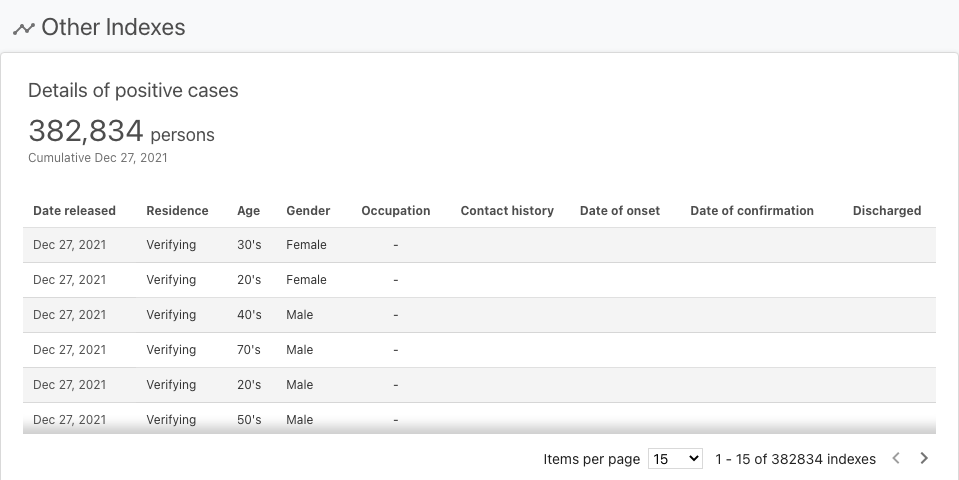 Other Indexes
Details of positive cases
382,834 persons
Cumulative Dec 27, 2021
Date released Residence Age Gender Occupation Contact history Date of onset Date of confirmation Discharged
Dec 27, 2021 Verifying 30's Female -
Dec 27, 2021 Verifying 20's Female -
Dec 27, 2021 Verifying 40's Male -
Dec 27, 2021 Verifying 70's Male -
Dec 27, 2021 Verifying 20's Male -
Dec 27, 2021 Verifying 50's Male -
Items per page 15 1 - 15 of 382834 indexes